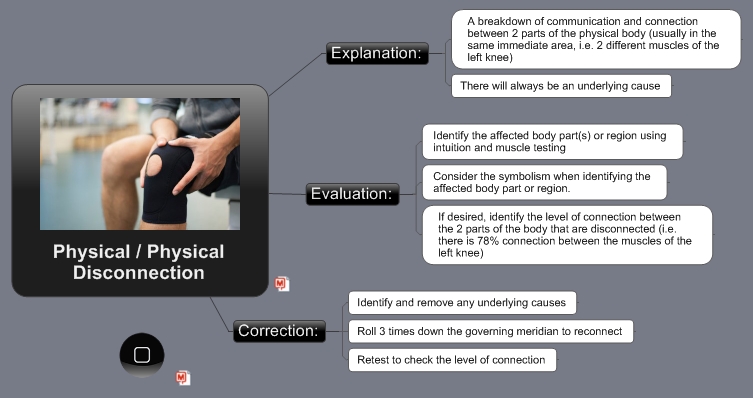 Explanation:
A breakdown of communication and connection
between 2 parts of the physical body (usually in the
same immediate area, i.e. 2 different muscles of the
left knee)
There will always be an underlying cause
Physical / Physical
Disconnection
Evaluation:
Identify the affected body part(s) or region using
intuition and muscle testing
Consider the symbolism when identifying the
affected body part or region.
If desired, identify the level of connection between
the 2 parts of the body that are disconnected (i.e.
there is 78% connection between the muscles of the
left knee)
Correction:
Identify and remove any underlying causes
Roll 3 times down the governing meridian to reconnect
Retest to check the level of connection